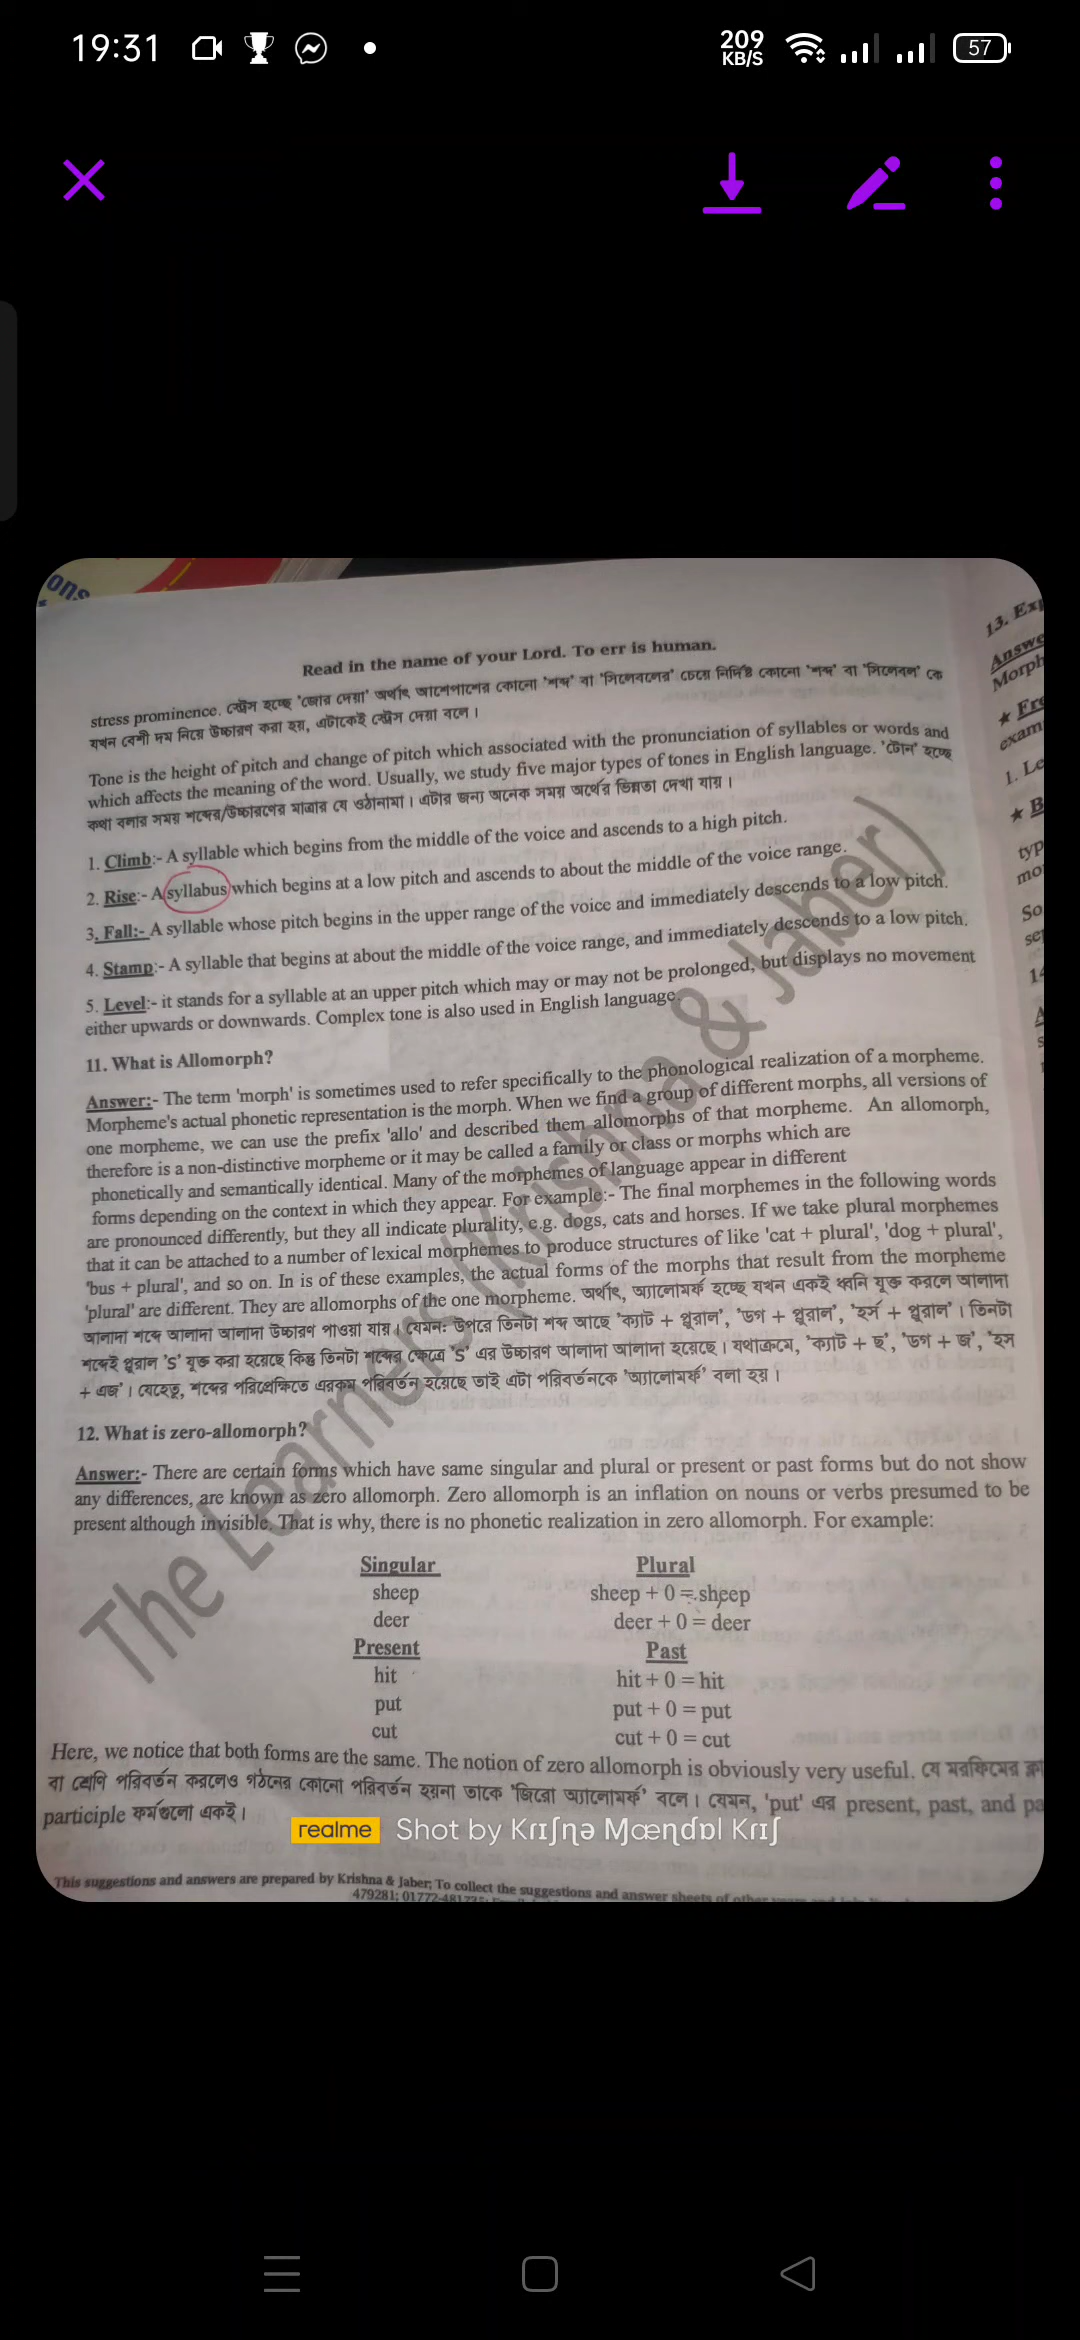 19:31
209
KB/S
57
ons
Read in the name of your Lord. To err is human.
stress prominence. স্ট্রেস হচ্ছে 'জোর দেয়া' অর্থাৎ আশেপাশের কোনো 'শব্দ' বা 'সিলেবলের' চেয়ে নির্দিষ্ট কোনো 'শব্দ' বা 'সিলেবল' কে
যখন বেশী দম নিয়ে উচ্চারণ করা হয়, এটাকেই স্ট্রেস দেয়া বলে।
Tone is the height of pitch and change of pitch which associated with the pronunciation of syllables or words and
which affects the meaning of the word. Usually, we study five major types of tones in English language. 'টোন' হচ্ছে
কথা বলার সময় শব্দের/উচ্চারণের মাত্রার যে ওঠানামা। এটার জন্য অনেক সময় অর্থের ভিন্নতা দেখা যায়।
1. Climb:- A syllable which begins from the middle of the voice and ascends to a high pitch.
2. Rise:- A syllabus which begins at a low pitch and ascends to about the middle of the voice range.
3. Fall:- A syllable whose pitch begins in the upper range of the voice and immediately descends to a low pitch.
4. Stamp:- A syllable that begins at about the middle of the voice range, and immediately descends to a low pitch.
5. Level:- it stands for a syllable at an upper pitch which may or may not be prolonged, but displays no movement
either upwards or downwards. Complex tone is also used in English language.
11. What is Allomorph?
Answer:- The term 'morph' is sometimes used to refer specifically to the phonological realization of a morpheme.
Morpheme's actual phonetic representation is the morph. When we find a group of different morphs, all versions of
one morpheme, we can use the prefix 'allo' and described them allomorphs of that morpheme. An allomorph,
therefore is a non-distinctive morpheme or it may be called a family or class or morphs which are
phonetically and semantically identical. Many of the morphemes of language appear in different
forms depending on the context in which they appear. For example:- The final morphemes in the following words
are pronounced differently, but they all indicate plurality, e.g. dogs, cats and horses. If we take plural morphemes
that it can be attached to a number of lexical morphemes to produce structures of like 'cat + plural', 'dog + plural',
'bus + plural', and so on. In is of these examples, the actual forms of the morphs that result from the morpheme
'plural' are different. They are allomorphs of the one morpheme. অর্থাৎ, অ্যালোমর্ফ হচ্ছে যখন একই ধ্বনি যুক্ত করলে আলাদা
আলাদা শব্দে আলাদা আলাদা উচ্চারণ পাওয়া যায়। যেমনঃ উপরে তিনটা শব্দ আছে 'ক্যাট + প্লুরাল', 'ডগ + প্লুরাল', 'হর্স + প্লুরাল'। তিনটা
শব্দেই প্লুরাল 'S' যুক্ত করা হয়েছে কিন্তু তিনটা শব্দের ক্ষেত্রে 'S' এর উচ্চারণ আলাদা আলাদা হয়েছে। যথাক্রমে, 'ক্যাট + ছ', 'ডগ + জ', 'হস
+ এজ'। যেহেতু, শব্দের পরিপ্রেক্ষিতে এরকম পরিবর্তন হয়েছে তাই এটা পরিবর্তনকে 'অ্যালোমর্ফ' বলা হয়।
12. What is zero-allomorph?
Answer:- There are certain forms which have same singular and plural or present or past forms but do not show
any differences, are known as zero allomorph. Zero allomorph is an inflation on nouns or verbs presumed to be
present although invisible. That is why, there is no phonetic realization in zero allomorph. For example:
Singular Plural
sheep sheep + 0 = sheep
deer deer + 0 = deer
Present Past
hit hit + 0 = hit
put put + 0 = put
cut cut + 0 = cut
Here, we notice that both forms are the same. The notion of zero allomorph is obviously very useful. যে মরফিমের
বা শ্রেণি পরিবর্তন করলেও গঠনের কোনো পরিবর্তন হয়না তাকে 'জিরো অ্যালোমর্ফ' বলে। যেমন, 'put' এর present, past, and pa
participle ফর্মগুলো একই।
realme Shot by Krɪʃɳə Mæɳɖɒl Krɪʃ
This suggestions and answers are prepared by Krishna & Jaber; To collect the suggestions and answer sheets of other
479281; 01772-481735;
The Learners (Krishna & Jaber)
13. Exp
Answe
Morph
★ Fre
exam
1. Le
★ B
typ
mo
So
se
14
A
s